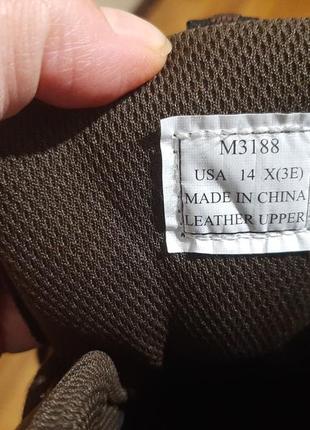 M3188
USA 14 X(3E)
MADE IN CHINA
LEATHER UPPER